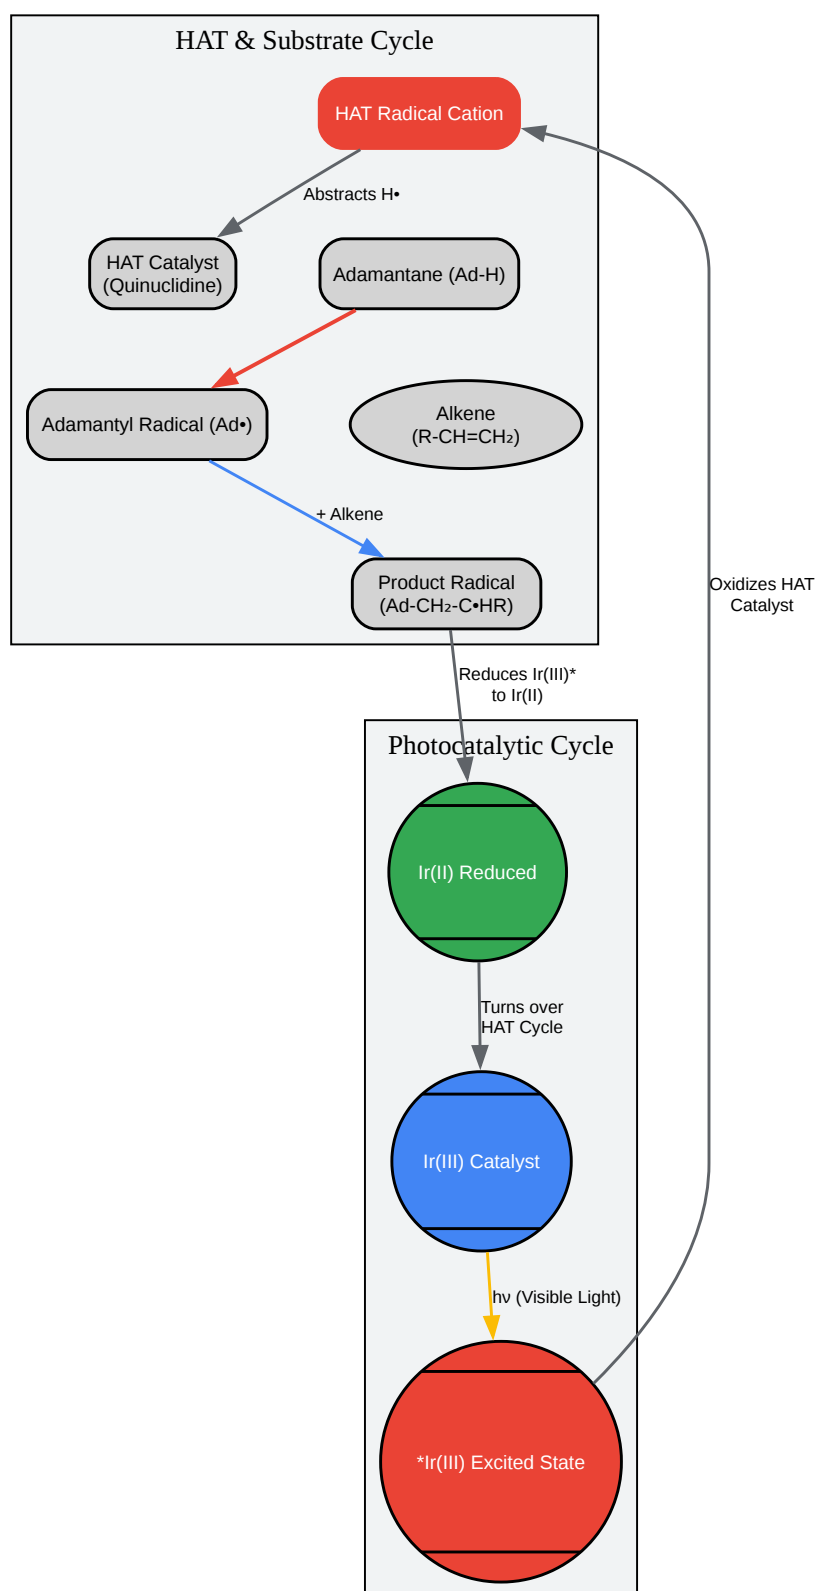 HAT & Substrate Cycle
HAT Radical Cation
Abstracts H•
HAT Catalyst
(Quinuclidine)
Adamantane (Ad-H)
Adamantyl Radical (Ad•)
Alkene
(R-CH=CH₂)
+ Alkene
Product Radical
(Ad-CH₂-C•HR)
Oxidizes HAT
Catalyst
Reduces Ir(III)*
to Ir(II)
Photocatalytic Cycle
Ir(II) Reduced
Turns over
HAT Cycle
Ir(III) Catalyst
hν (Visible Light)
*Ir(III) Excited State